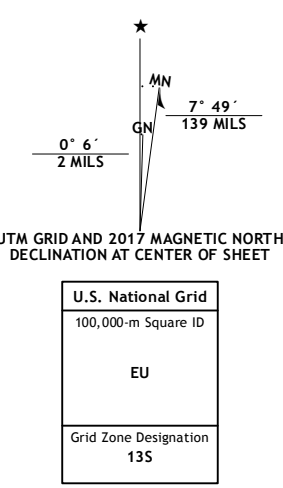 MN
7° 49´
139 MILS
GN
0° 6´
2 MILS
UTM GRID AND 2017 MAGNETIC NORTH
DECLINATION AT CENTER OF SHEET
U.S. National Grid
100,000-m Square ID
EU
Grid Zone Designation
13S